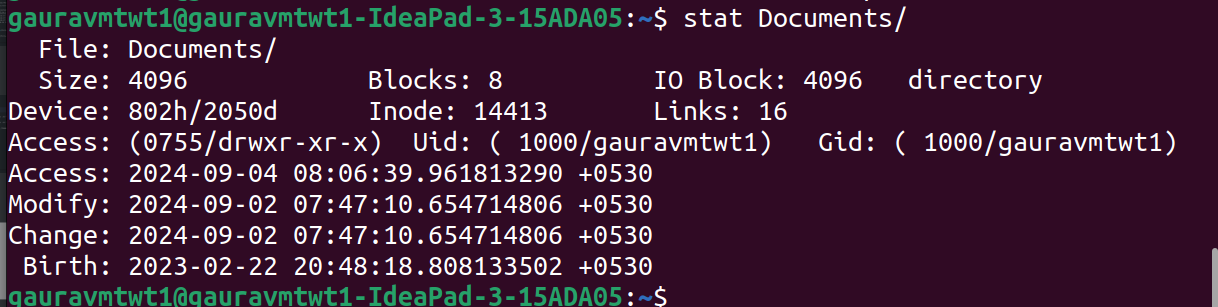 gauravmtwt1@gauravmtwt1-IdeaPad-3-15ADA05:~$ stat Documents/
  File: Documents/
  Size: 4096            Blocks: 8          IO Block: 4096   directory
Device: 802h/2050d      Inode: 14413       Links: 16
Access: (0755/drwxr-xr-x)  Uid: ( 1000/gauravmtwt1)   Gid: ( 1000/gauravmtwt1)
Access: 2024-09-04 08:06:39.961813290 +0530
Modify: 2024-09-02 07:47:10.654714806 +0530
Change: 2024-09-02 07:47:10.654714806 +0530
 Birth: 2023-02-22 20:48:18.808133502 +0530
gauravmtwt1@gauravmtwt1-IdeaPad-3-15ADA05:~$